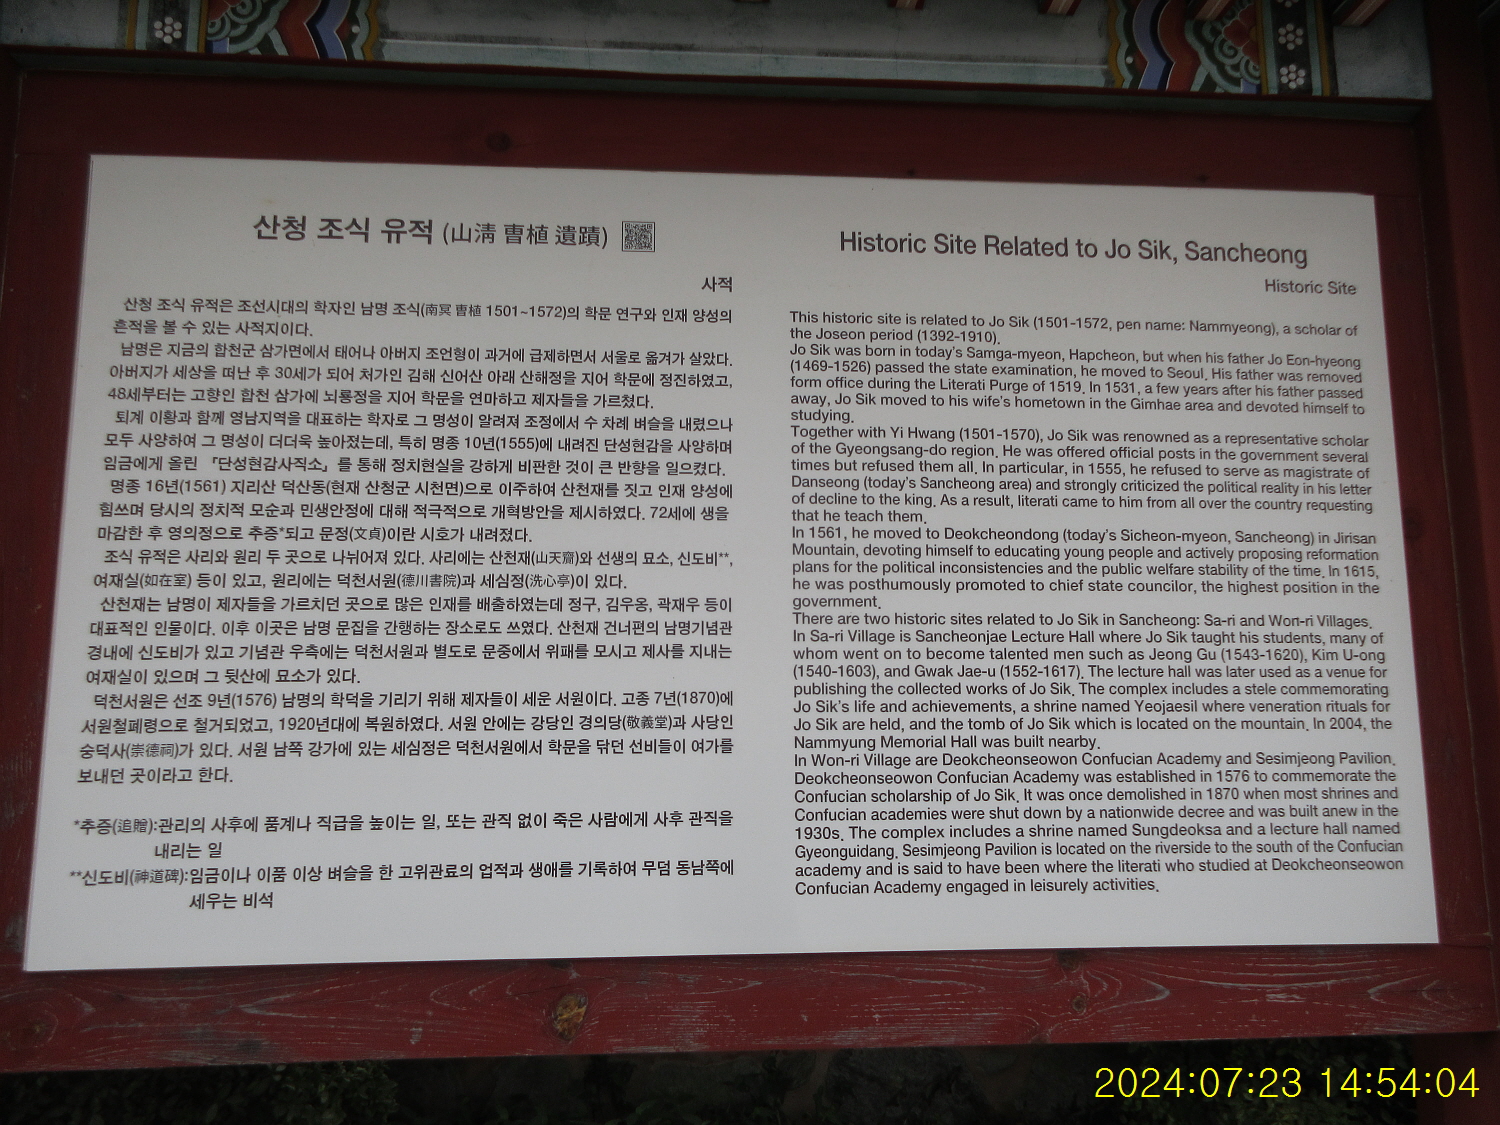 산청 조식 유적 (山淸 曺植 遺蹟)
사적
산청 조식 유적은 조선시대의 학자인 남명 조식(南冥 曺植 1501~1572)의 학문 연구와 인재 양성의
흔적을 볼 수 있는 사적지이다.
남명은 지금의 합천군 삼가면에서 태어나 아버지 조언형이 과거에 급제하면서 서울로 옮겨가 살았다.
아버지가 세상을 떠난 후 30세가 되어 처가인 김해 신어산 아래 산해정을 지어 학문에 정진하였고,
48세부터는 고향인 합천 삼가에 뇌룡정을 지어 학문을 연마하고 제자들을 가르쳤다.
퇴계 이황과 함께 영남지역을 대표하는 학자로 그 명성이 알려져 조정에서 수 차례 벼슬을 내렸으나
모두 사양하여 그 명성이 더더욱 높아졌는데, 특히 명종 10년(1555)에 내려진 단성현감을 사양하며
임금에게 올린 「단성현감사직소」를 통해 정치현실을 강하게 비판한 것이 큰 반향을 일으켰다.
명종 16년(1561) 지리산 덕산동(현재 산청군 시천면)으로 이주하여 산천재를 짓고 인재 양성에
힘쓰며 당시의 정치적 모순과 민생안정에 대해 적극적으로 개혁방안을 제시하였다. 72세에 생을
마감한 후 영의정으로 추증*되고 문정(文貞)이란 시호가 내려졌다.
조식 유적은 사리와 원리 두 곳으로 나뉘어져 있다. 사리에는 산천재(山天齋)와 선생의 묘소, 신도비**,
여재실(如在室) 등이 있고, 원리에는 덕천서원(德川書院)과 세심정(洗心亭)이 있다.
산천재는 남명이 제자들을 가르치던 곳으로 많은 인재를 배출하였는데 정구, 김우옹, 곽재우 등이
대표적인 인물이다. 이후 이곳은 남명 문집을 간행하는 장소로도 쓰였다. 산천재 건너편의 남명기념관
경내에 신도비가 있고 기념관 우측에는 덕천서원과 별도로 문중에서 위패를 모시고 제사를 지내는
여재실이 있으며 그 뒷산에 묘소가 있다.
덕천서원은 선조 9년(1576) 남명의 학덕을 기리기 위해 제자들이 세운 서원이다. 고종 7년(1870)에
서원철폐령으로 철거되었고, 1920년대에 복원하였다. 서원 안에는 강당인 경의당(敬義堂)과 사당인
숭덕사(崇德祠)가 있다. 서원 남쪽 강가에 있는 세심정은 덕천서원에서 학문을 닦던 선비들이 여가를
보내던 곳이라고 한다.
*추증(追贈):관리의 사후에 품계나 직급을 높이는 일, 또는 관직 없이 죽은 사람에게 사후 관직을
내리는 일
**신도비(神道碑):임금이나 이품 이상 벼슬을 한 고위관료의 업적과 생애를 기록하여 무덤 동남쪽에
세우는 비석
Historic Site Related to Jo Sik, Sancheong
Historic Site
This historic site is related to Jo Sik (1501-1572, pen name: Nammyeong), a scholar of
the Joseon period (1392-1910).
Jo Sik was born in today's Samga-myeon, Hapcheon, but when his father Jo Eon-hyeong
(1469-1526) passed the state examination, he moved to Seoul. His father was removed
form office during the Literati Purge of 1519. In 1531, a few years after his father passed
away, Jo Sik moved to his wife's hometown in the Gimhae area and devoted himself to
studying.
Together with Yi Hwang (1501-1570), Jo Sik was renowned as a representative scholar
of the Gyeongsang-do region. He was offered official posts in the government several
times but refused them all. In particular, in 1555, he refused to serve as magistrate of
Danseong (today's Sancheong area) and strongly criticized the political reality in his letter
of decline to the king. As a result, literati came to him from all over the country requesting
that he teach them.
In 1561, he moved to Deokcheondong (today's Sicheon-myeon, Sancheong) in Jirisan
Mountain, devoting himself to educating young people and actively proposing reformation
plans for the political inconsistencies and the public welfare stability of the time. In 1615,
he was posthumously promoted to chief state councilor, the highest position in the
government.
There are two historic sites related to Jo Sik in Sancheong: Sa-ri and Won-ri Villages.
In Sa-ri Village is Sancheonjae Lecture Hall where Jo Sik taught his students, many of
whom went on to become talented men such as Jeong Gu (1543-1620), Kim U-ong
(1540-1603), and Gwak Jae-u (1552-1617). The lecture hall was later used as a venue for
publishing the collected works of Jo Sik. The complex includes a stele commemorating
Jo Sik's life and achievements, a shrine named Yeojaesil where veneration rituals for
Jo Sik are held, and the tomb of Jo Sik which is located on the mountain. In 2004, the
Nammyung Memorial Hall was built nearby.
In Won-ri Village are Deokcheonseowon Confucian Academy and Sesimjeong Pavilion.
Deokcheonseowon Confucian Academy was established in 1576 to commemorate the
Confucian scholarship of Jo Sik. It was once demolished in 1870 when most shrines and
Confucian academies were shut down by a nationwide decree and was built anew in the
1930s. The complex includes a shrine named Sungdeoksa and a lecture hall named
Gyeonguidang. Sesimjeong Pavilion is located on the riverside to the south of the Confucian
academy and is said to have been where the literati who studied at Deokcheonseowon
Confucian Academy engaged in leisurely activities.
2024:07:23 14:54:04